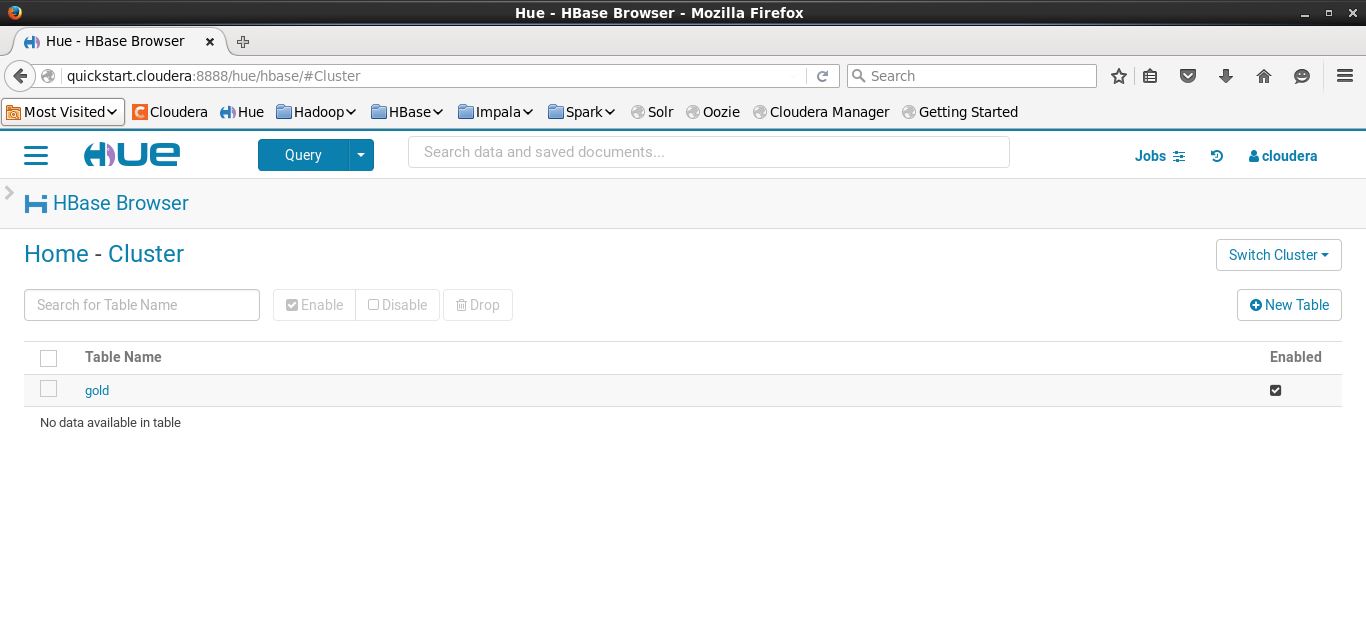 Hue - HBase Browser - Mozilla Firefox
Hue - HBase Browser
quickstart.cloudera:8888/hue/hbase/#Cluster Search
Most Visited Cloudera Hue Hadoop HBase Impala Spark Solr Oozie Cloudera Manager Getting Started
HUE Query Search data and saved documents... Jobs cloudera
HBase Browser
Home - Cluster Switch Cluster
Search for Table Name Enable Disable Drop New Table
Table Name Enabled
gold
No data available in table